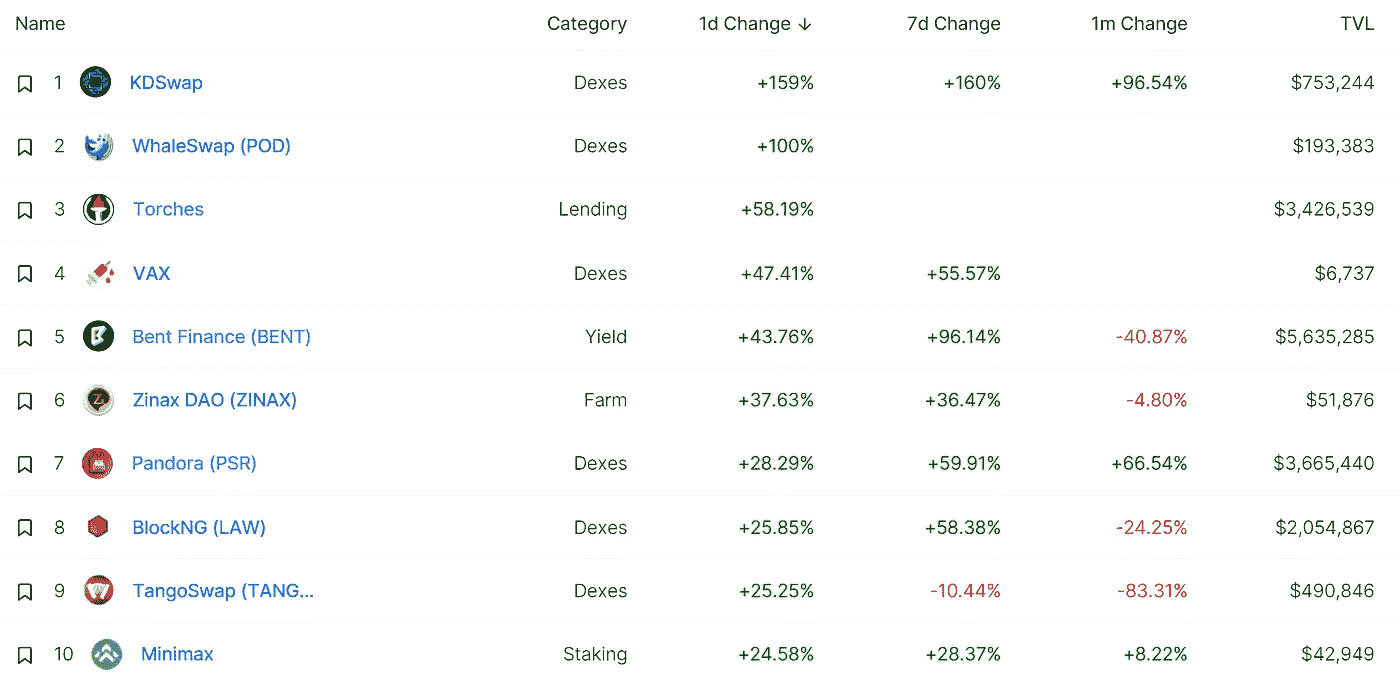 Name Category 1d Change ↓ 7d Change 1m Change TVL
1 KDSwap Dexes +159% +160% +96.54% $753,244
2 WhaleSwap (POD) Dexes +100% $193,383
3 Torches Lending +58.19% $3,426,539
4 VAX Dexes +47.41% +55.57% $6,737
5 Bent Finance (BENT) Yield +43.76% +96.14% -40.87% $5,635,285
6 Zinax DAO (ZINAX) Farm +37.63% +36.47% -4.80% $51,876
7 Pandora (PSR) Dexes +28.29% +59.91% +66.54% $3,665,440
8 BlockNG (LAW) Dexes +25.85% +58.38% -24.25% $2,054,867
9 TangoSwap (TANG... Dexes +25.25% -10.44% -83.31% $490,846
10 Minimax Staking +24.58% +28.37% +8.22% $42,949